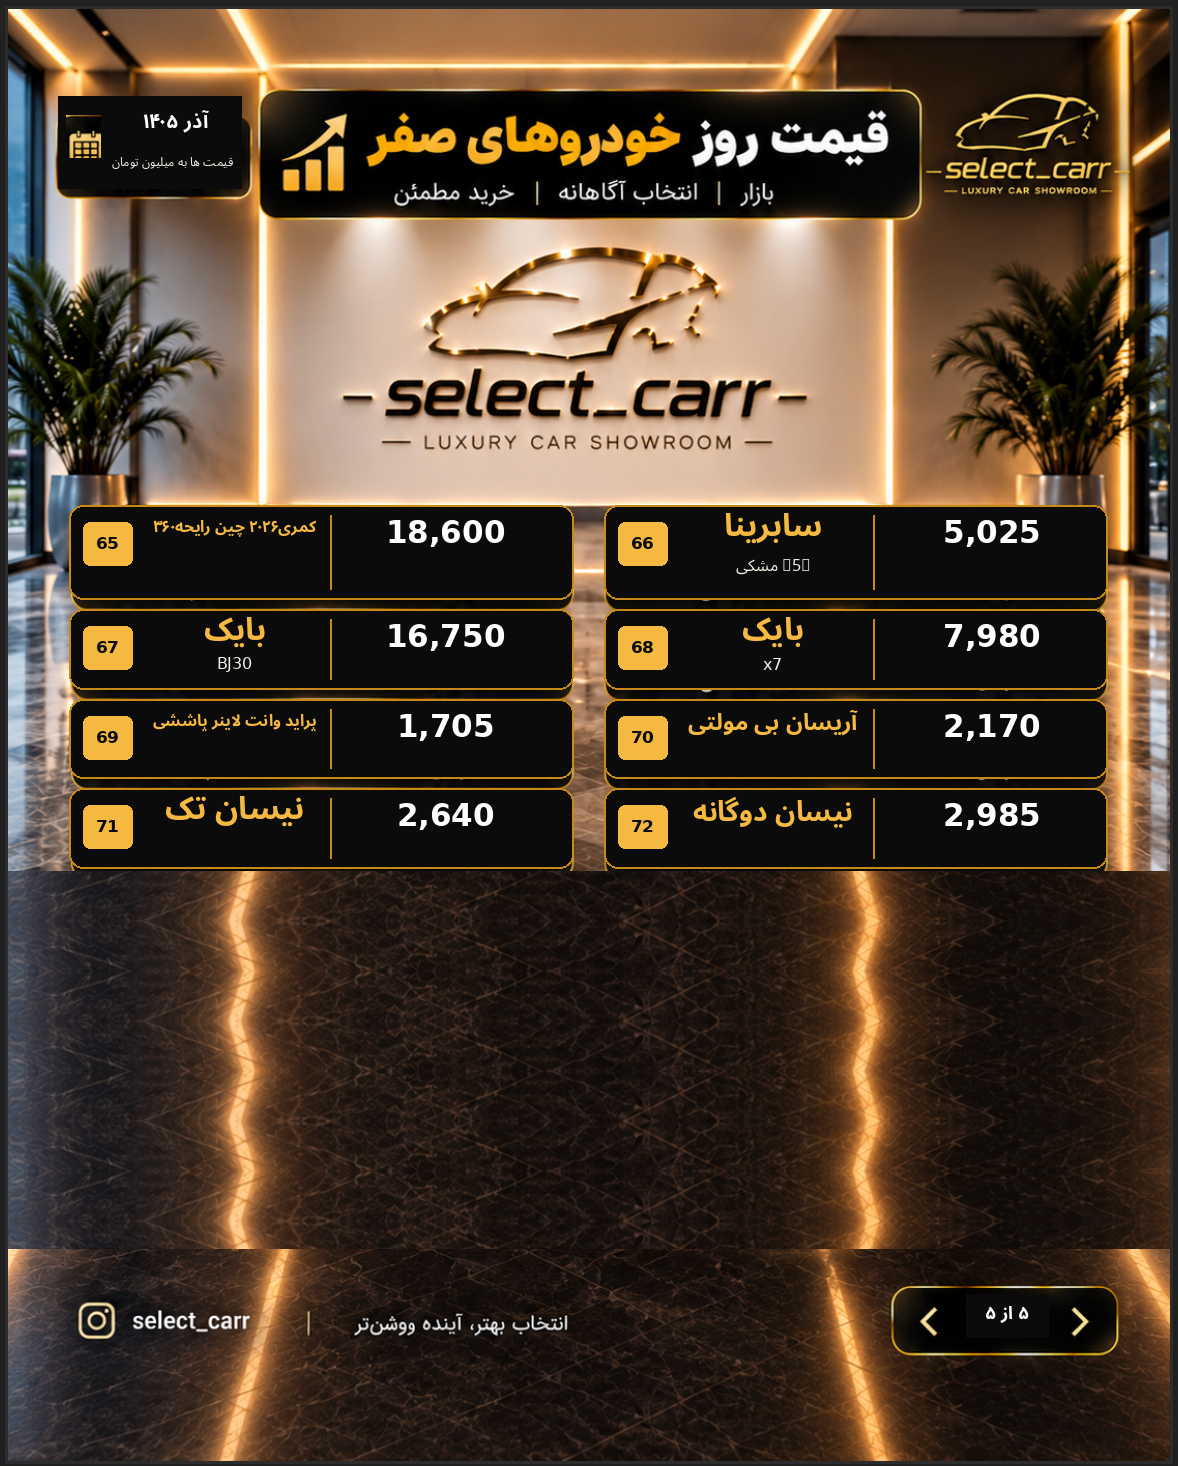 آذر ۱۴۰۵
قیمت ها به میلیون تومان
قیمت روز خودروهای صفر
بازار | انتخاب آگاهانه | خرید مطمئن
select_carr
LUXURY CAR SHOWROOM
select_carr
LUXURY CAR SHOWROOM
65 کمری۲۰۲۶ چین رایحه۳۶۰ 18,600
66 سابرینا 5,025
5 مشکی
67 بایک 16,750
BJ30
68 بایک 7,980
x7
69 پراید وانت لاینر پاششی 1,705
70 آریسان بی مولتی 2,170
71 نیسان تک 2,640
72 نیسان دوگانه 2,985
select_carr | انتخاب بهتر، آینده ووشن‌تر
۵ از ۵